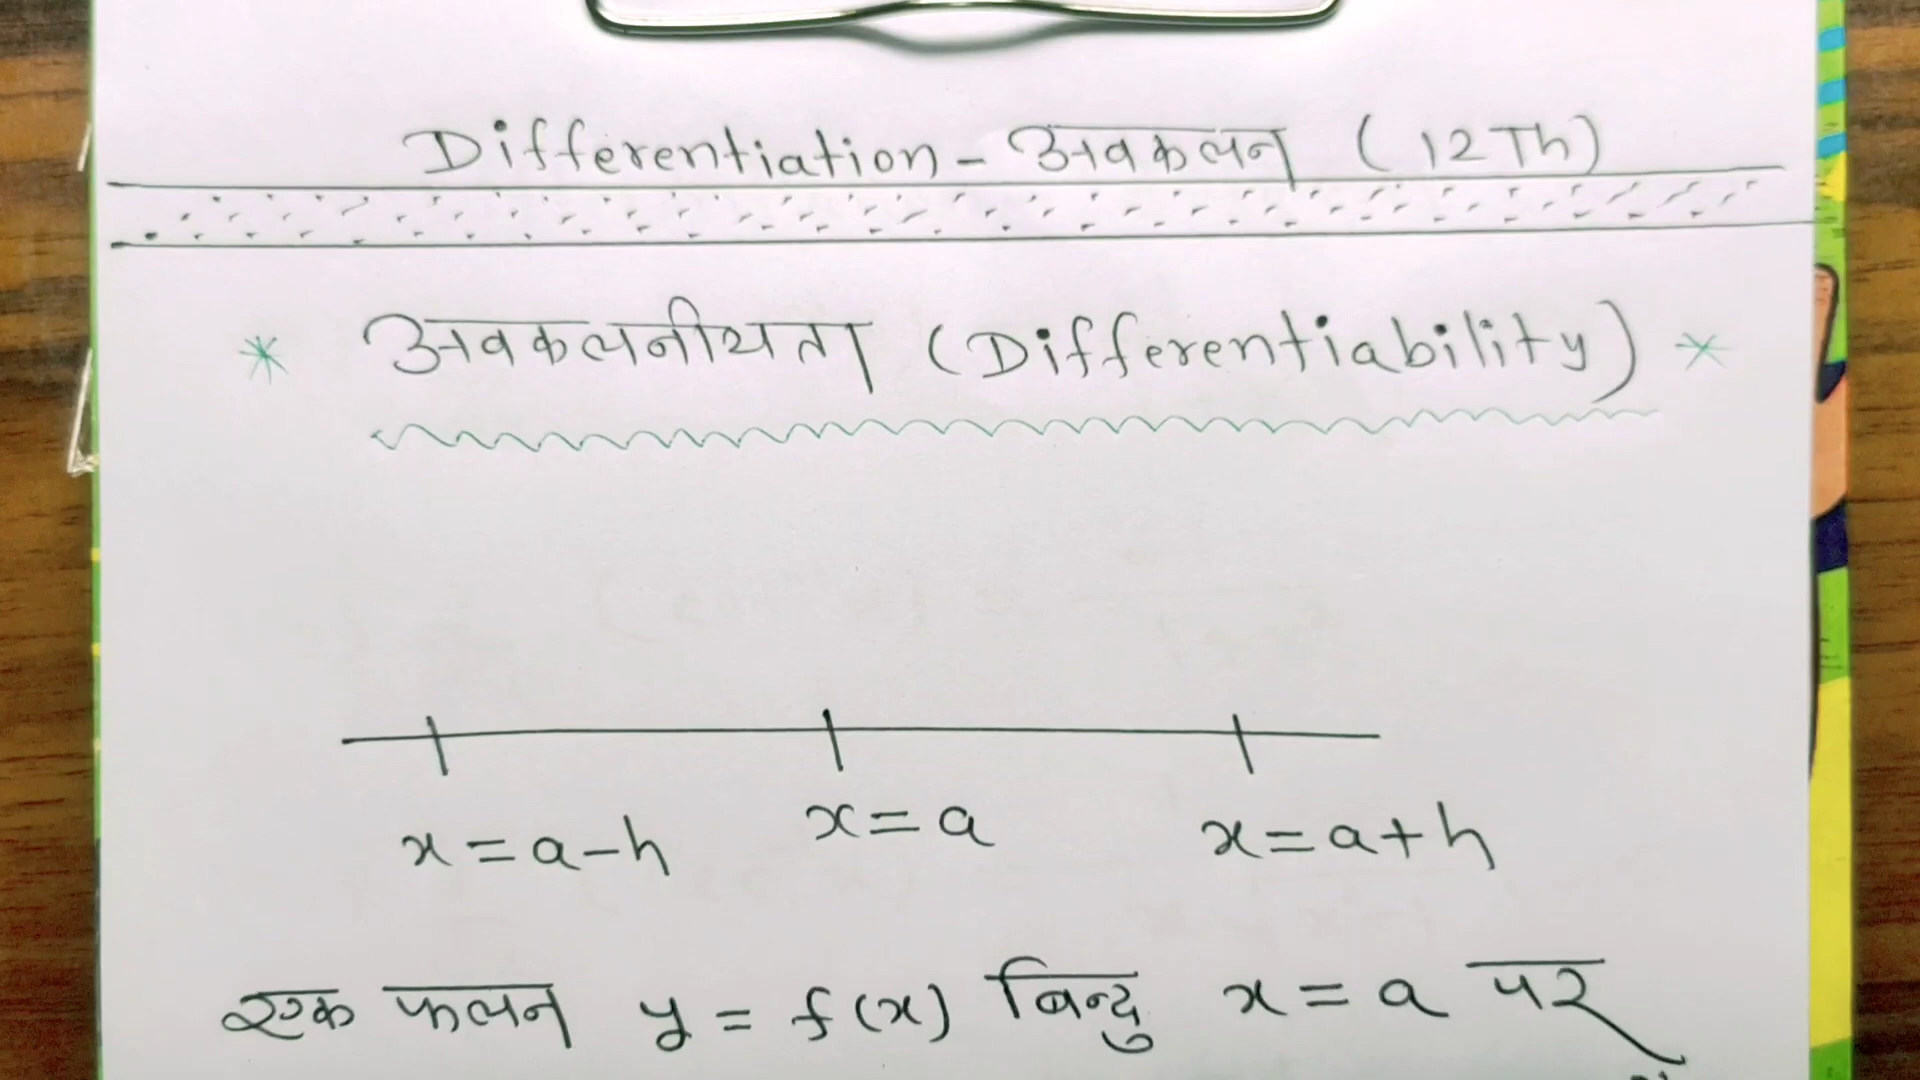 Differentiation - अवकलन ( 12Th)
* अवकलनीयता (Differentiability) *
x = a-h x = a x = a+h
एक फलन y = f(x) बिन्दु x = a पर